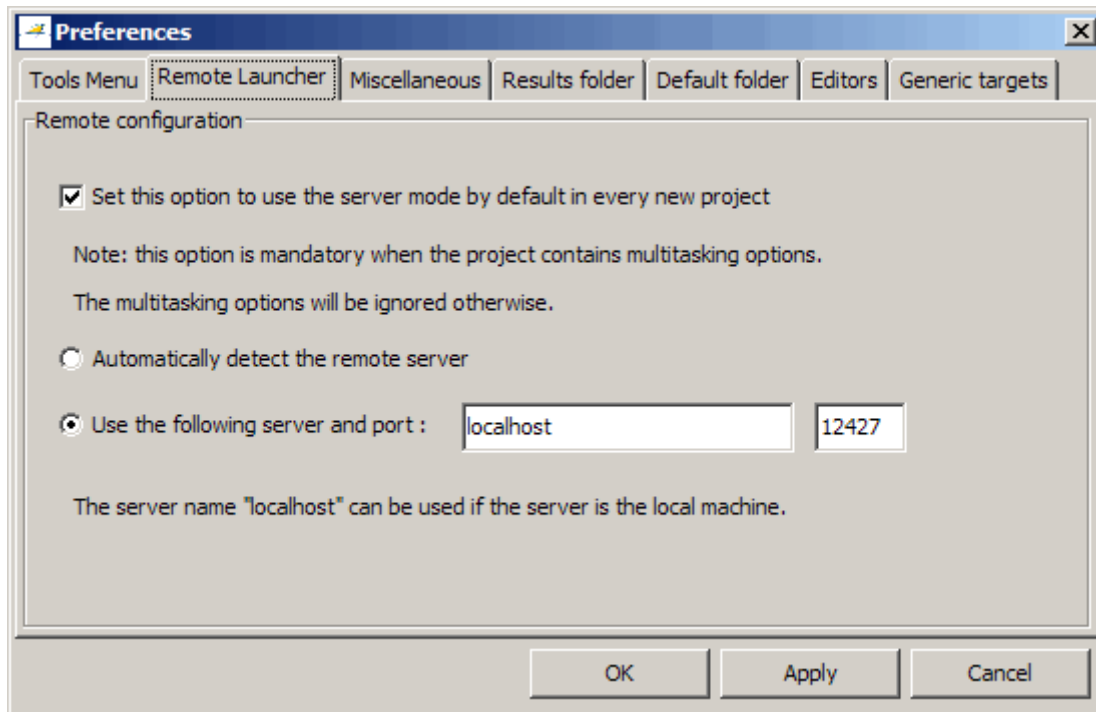 Preferences
Tools Menu Remote Launcher Miscellaneous Results folder Default folder Editors Generic targets
Remote configuration
Set this option to use the server mode by default in every new project
Note: this option is mandatory when the project contains multitasking options.
The multitasking options will be ignored otherwise.
Automatically detect the remote server
Use the following server and port : localhost 12427
The server name "localhost" can be used if the server is the local machine.
OK Apply Cancel